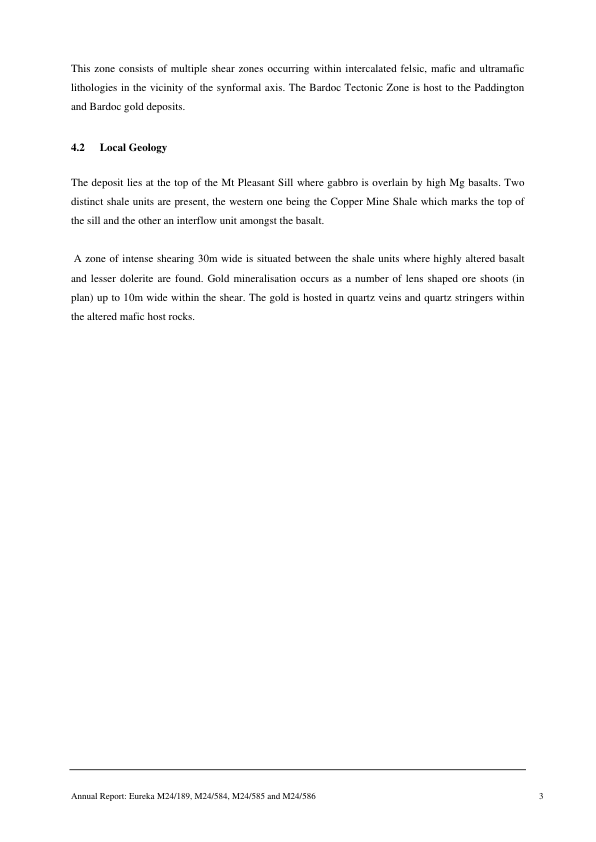 This zone consists of multiple shear zones occurring within intercalated felsic, mafic and ultramafic
lithologies in the vicinity of the synformal axis. The Bardoc Tectonic Zone is host to the Paddington
and Bardoc gold deposits.
4.2 Local Geology
The deposit lies at the top of the Mt Pleasant Sill where gabbro is overlain by high Mg basalts. Two
distinct shale units are present, the western one being the Copper Mine Shale which marks the top of
the sill and the other an interflow unit amongst the basalt.
A zone of intense shearing 30m wide is situated between the shale units where highly altered basalt
and lesser dolerite are found. Gold mineralisation occurs as a number of lens shaped ore shoots (in
plan) up to 10m wide within the shear. The gold is hosted in quartz veins and quartz stringers within
the altered mafic host rocks.
Annual Report: Eureka M24/189, M24/584, M24/585 and M24/586 3